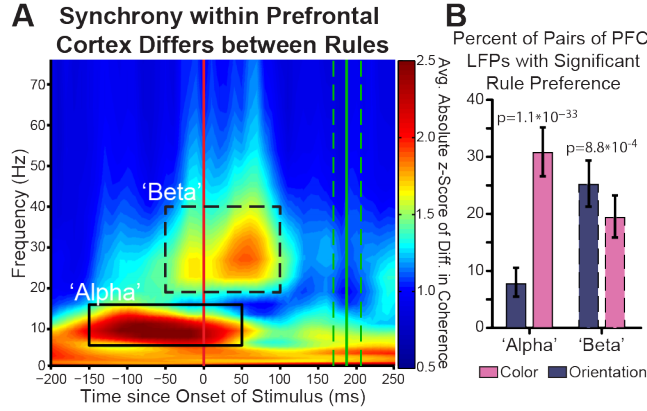 A
Synchrony within Prefrontal
Cortex Differs between Rules
70
60
50
40
30
20
10
0
Frequency (Hz)
'Beta'
'Alpha'
−200 −150 −100 −50 0 50 100 150 200 250
Time since Onset of Stimulus (ms)
2.5
2.0
1.5
1.0
0.5
Avg. Absolute z-Score of Diff. in Coherence
B
Percent of Pairs of PFC
LFPs with Significant
Rule Preference
40
30
20
10
0
p=1.1*10−33
p=8.8*10-4
'Alpha' 'Beta'
Color Orientation